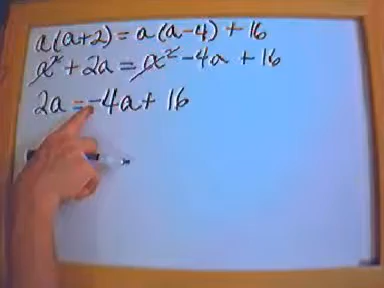 a(a+2) = a(a-4) + 16
a² + 2a = a² - 4a + 16
2a = -4a + 16